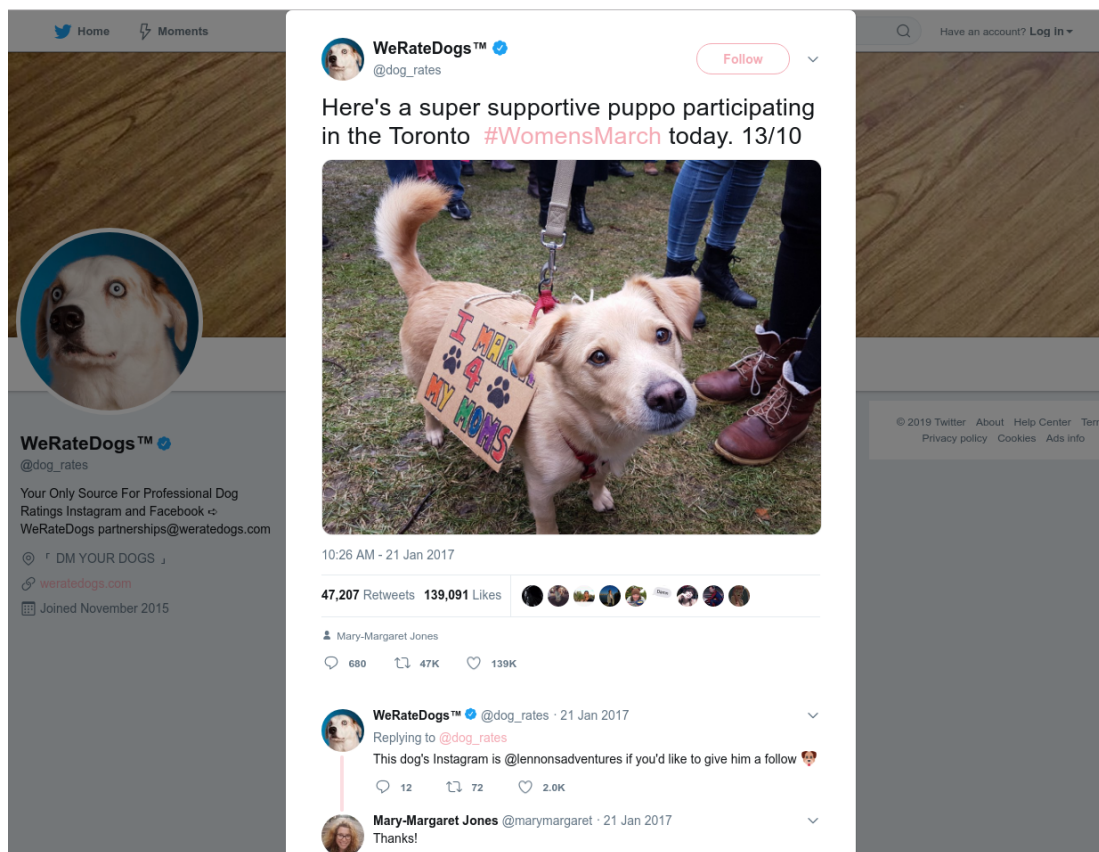 Home
Moments
Have an account? Log In
WeRateDogs™
@dog_rates
Follow
Here's a super supportive puppo participating
in the Toronto #WomensMarch today. 13/10
I MARCH
4
MY MOMS
10:26 AM - 21 Jan 2017
47,207 Retweets 139,091 Likes
Mary-Margaret Jones
680 47K 139K
WeRateDogs™ @dog_rates · 21 Jan 2017
Replying to @dog_rates
This dog's Instagram is @lennonsadventures if you'd like to give him a follow
12 72 2.0K
Mary-Margaret Jones @marymargaret · 21 Jan 2017
Thanks!
WeRateDogs™
@dog_rates
Your Only Source For Professional Dog
Ratings Instagram and Facebook ➪
WeRateDogs partnerships@weratedogs.com
「 DM YOUR DOGS 」
weratedogs.com
Joined November 2015
© 2019 Twitter About Help Center
Privacy policy Cookies Ads info